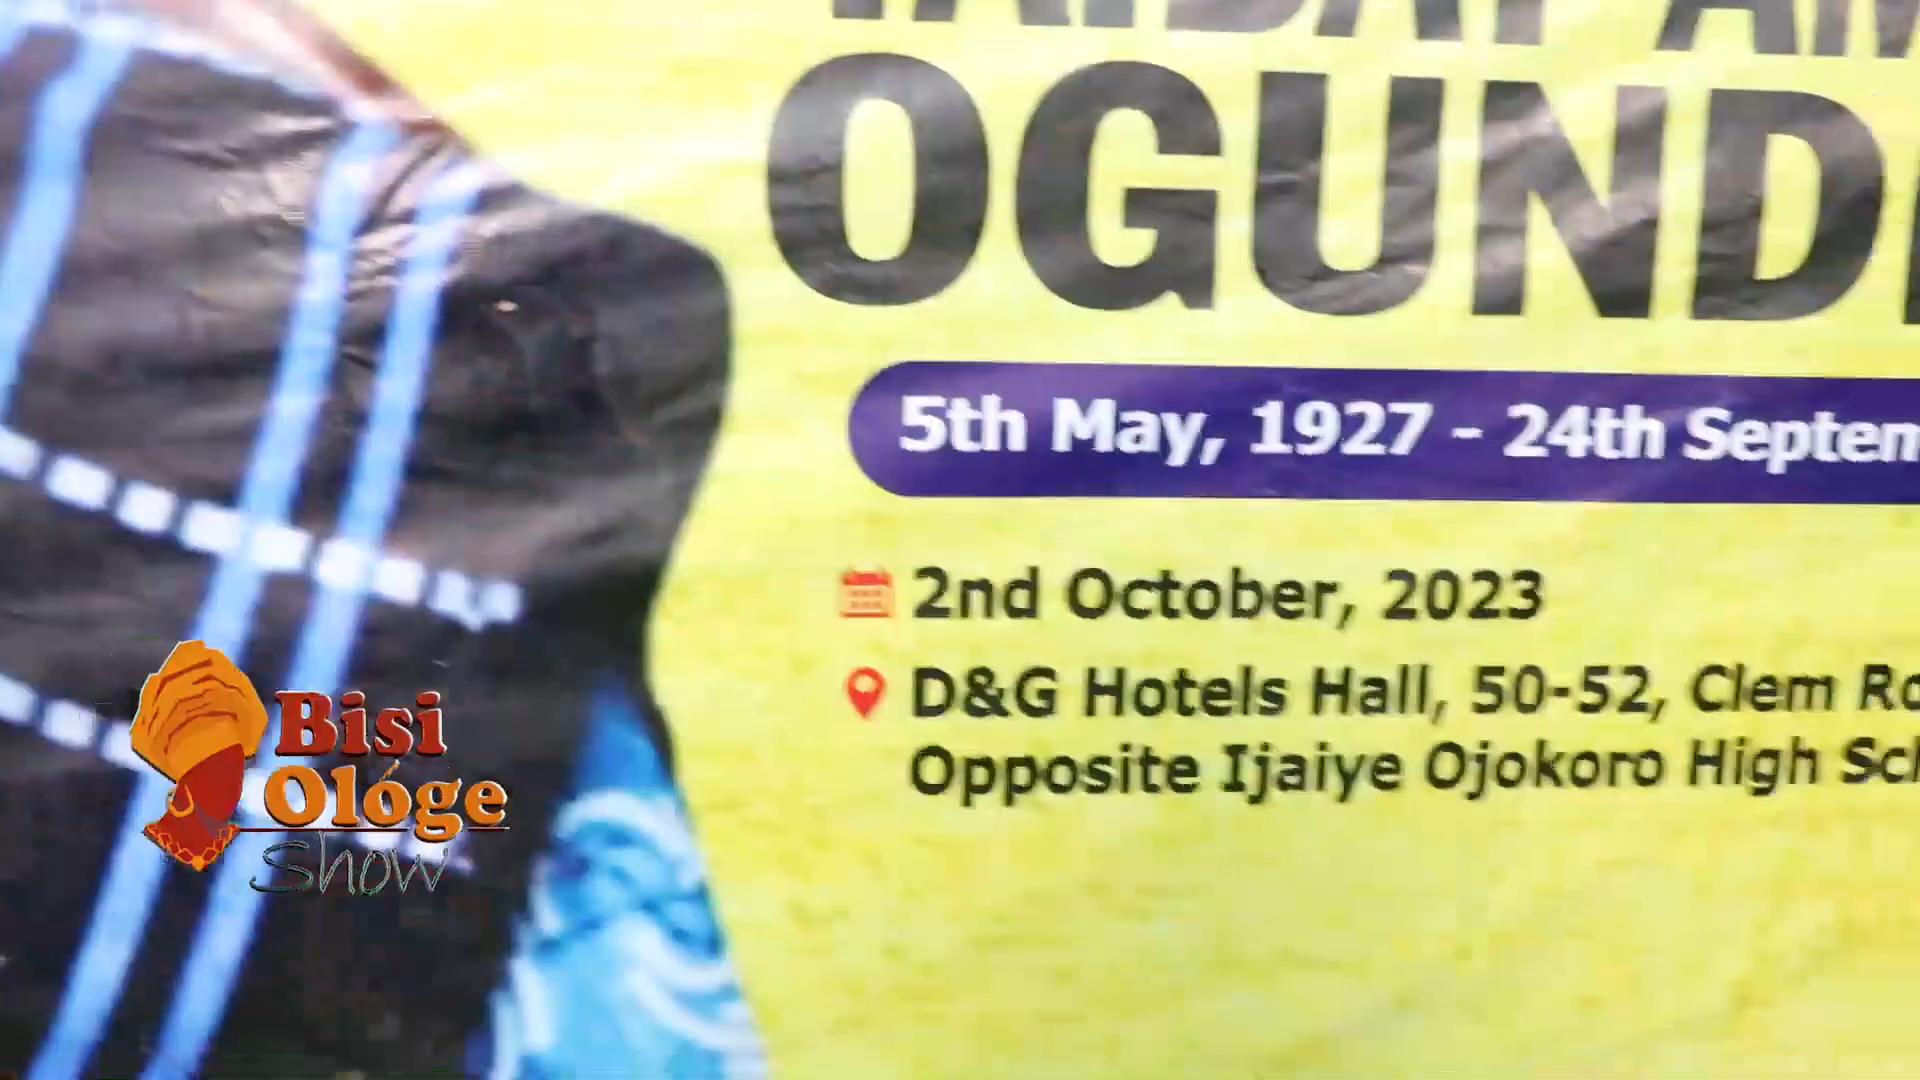 OGUND
5th May, 1927 - 24th Septem
2nd October, 2023
D&G Hotels Hall, 50-52, Clem Ro
Opposite Ijaiye Ojokoro High Sch
Bisi
Ológe
Show